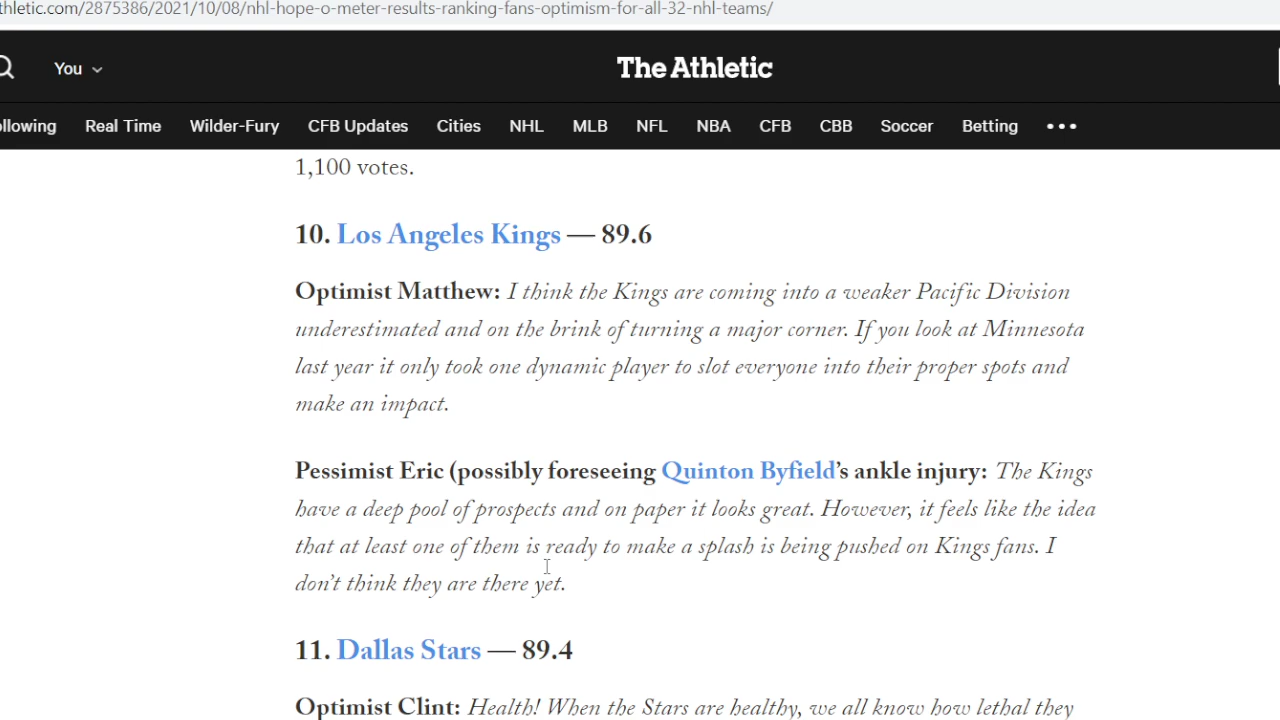 thletic.com/2875386/2021/10/08/nhl-hope-o-meter-results-ranking-fans-optimism-for-all-32-nhl-teams/
You The Athletic
ollowing Real Time Wilder-Fury CFB Updates Cities NHL MLB NFL NBA CFB CBB Soccer Betting •••
1,100 votes.
10. Los Angeles Kings — 89.6
Optimist Matthew: I think the Kings are coming into a weaker Pacific Division
underestimated and on the brink of turning a major corner. If you look at Minnesota
last year it only took one dynamic player to slot everyone into their proper spots and
make an impact.
Pessimist Eric (possibly foreseeing Quinton Byfield's ankle injury: The Kings
have a deep pool of prospects and on paper it looks great. However, it feels like the idea
that at least one of them is ready to make a splash is being pushed on Kings fans. I
don't think they are there yet.
11. Dallas Stars — 89.4
Optimist Clint: Health! When the Stars are healthy, we all know how lethal they